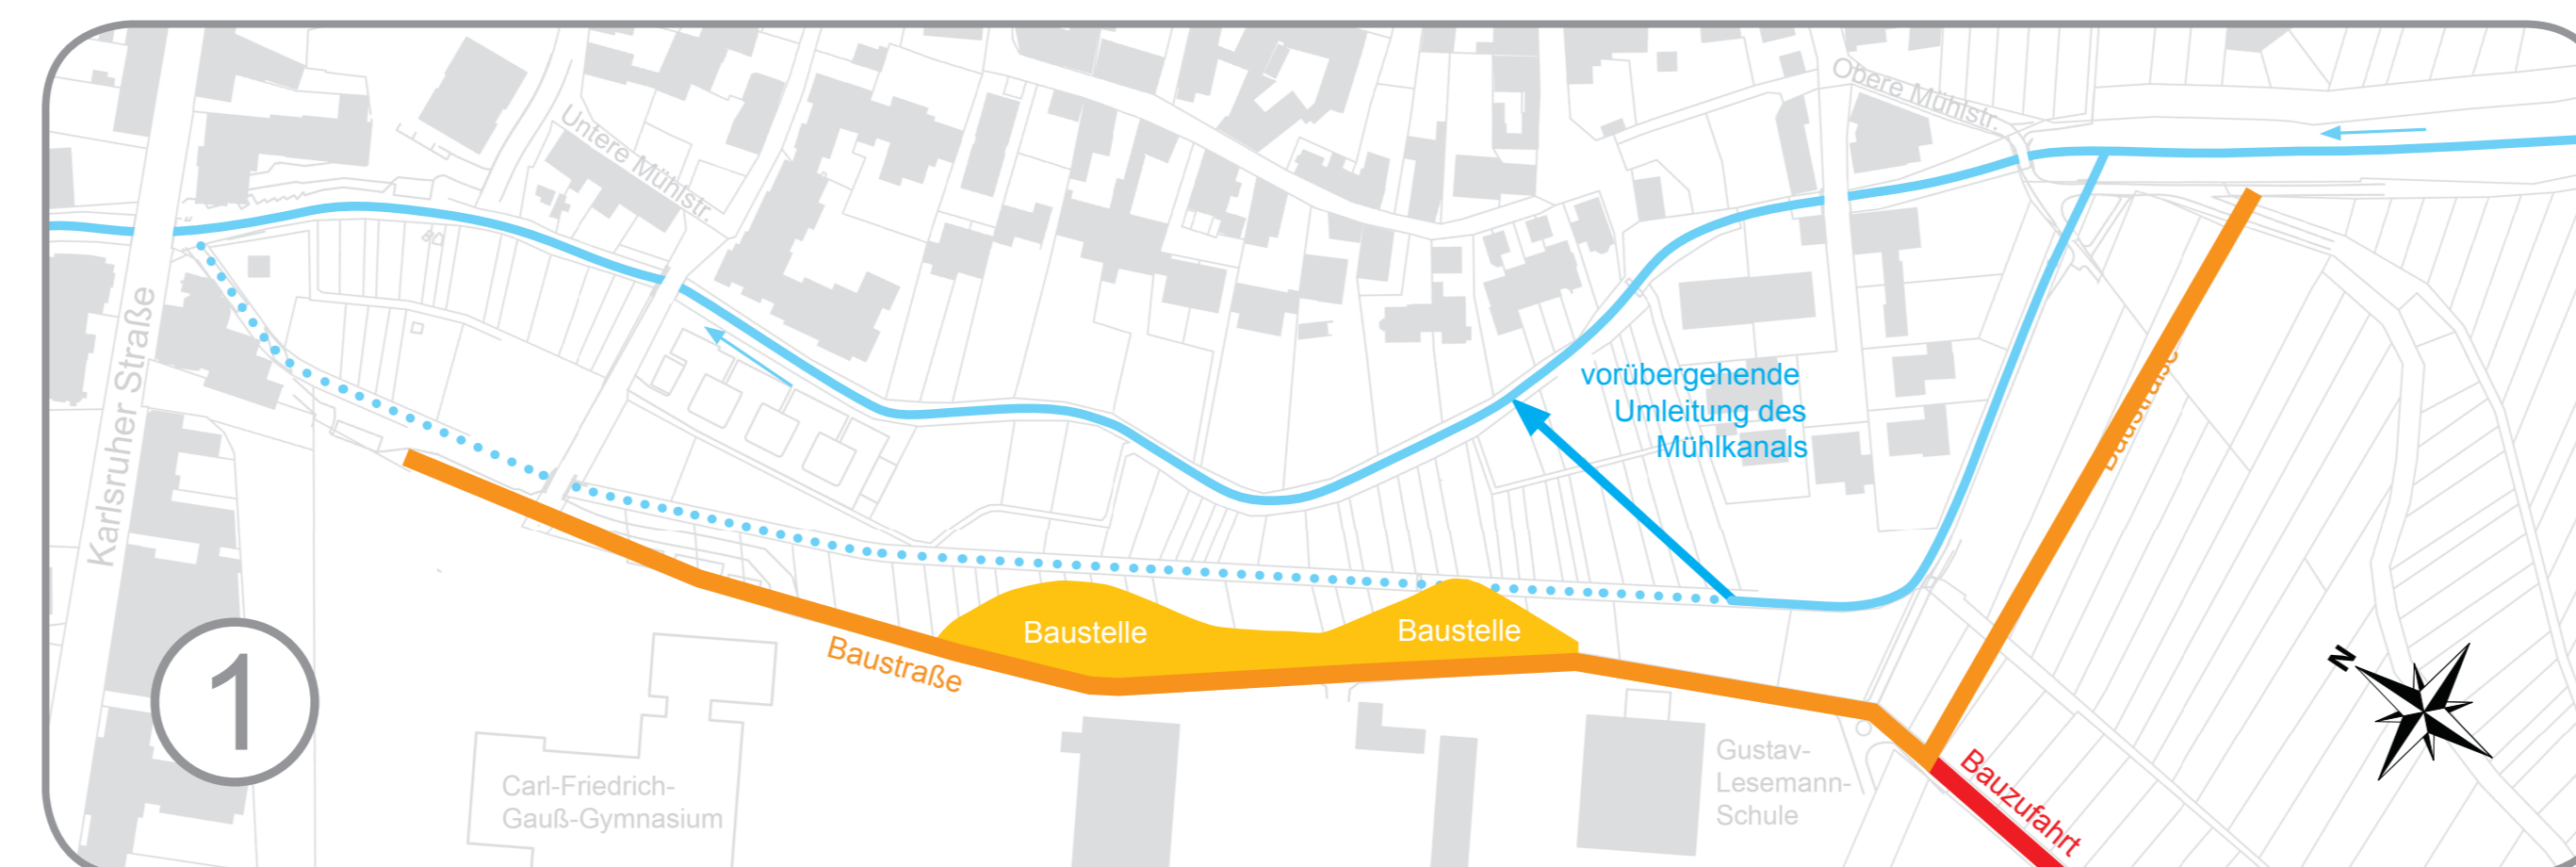 Obere Mühlstr.
Untere Mühlstr.
Karlsruher Straße
vorübergehende
Umleitung des
Mühlkanals
Baustraße
Baustelle
Baustelle
Baustraße
N
1
Carl-Friedrich-
Gauß-Gymnasium
Gustav-
Lesemann-
Schule
Bauzufahrt